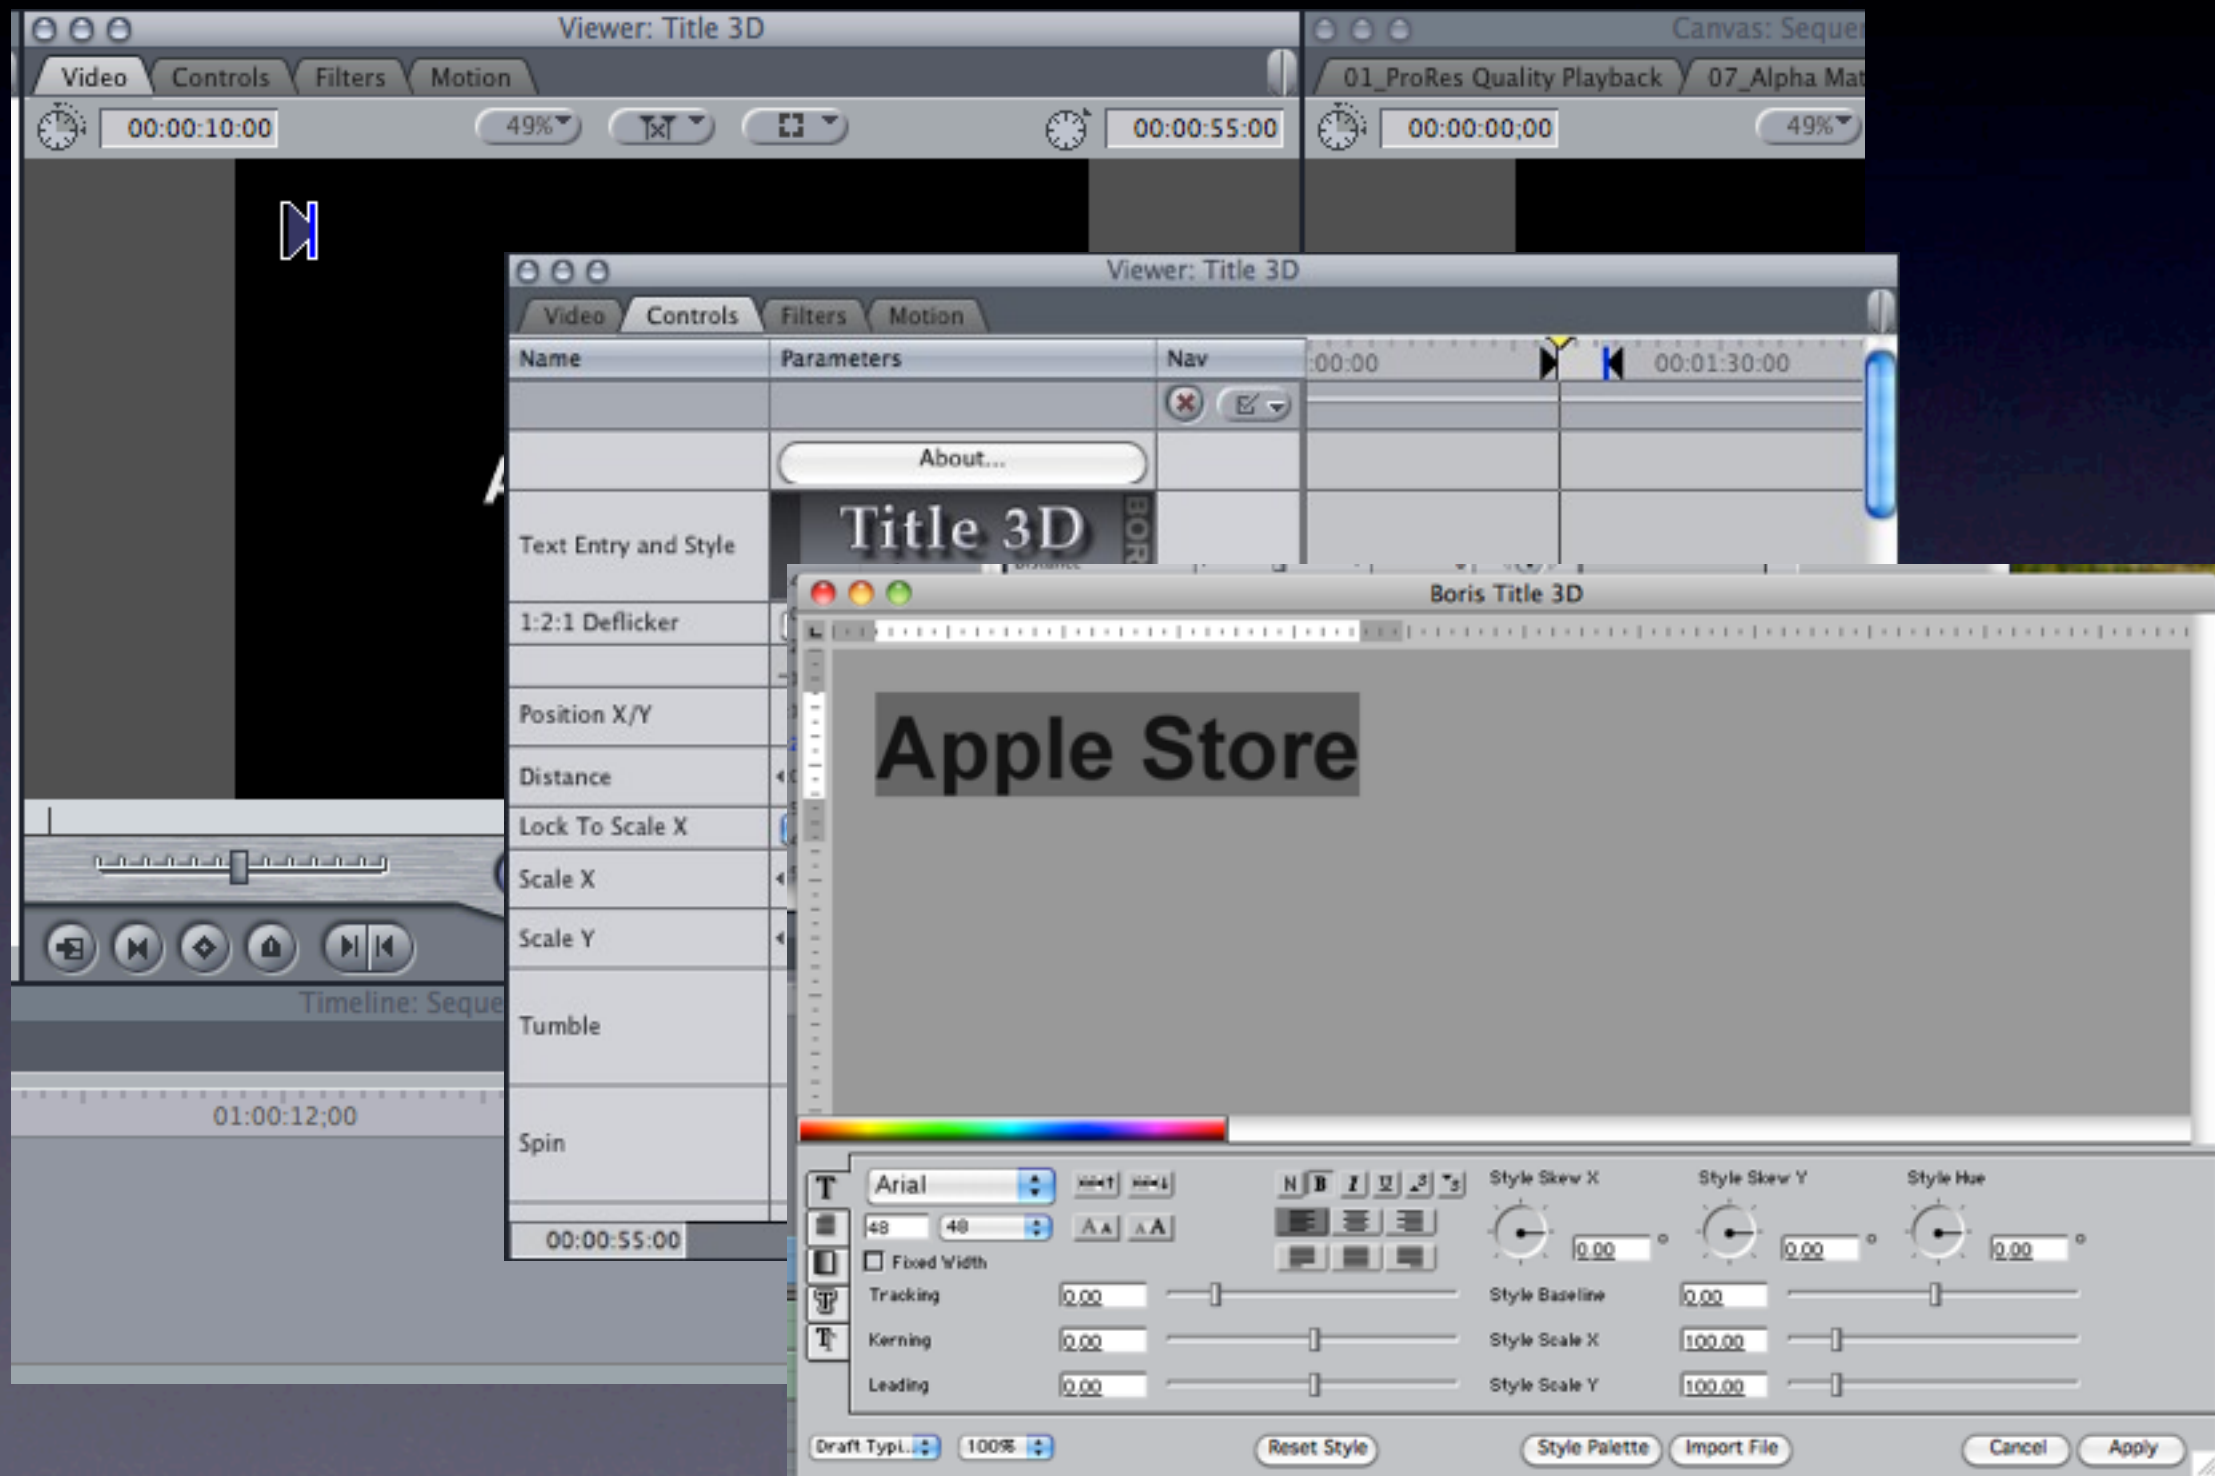 Viewer: Title 3D
Video Controls Filters Motion
00:00:10:00 49% 00:00:55:00
Canvas: Sequer
01_ProRes Quality Playback 07_Alpha Mat
00:00:00;00 49%
A
Viewer: Title 3D
Video Controls Filters Motion
Name Parameters Nav :00:00 00:01:30:00
About...
Text Entry and Style
Title 3D BOR
1:2:1 Deflicker
Position X/Y
Distance
Lock To Scale X
Scale X
Scale Y
Tumble
Spin
00:00:55:00
Timeline: Seque
01:00:12;00
Distance
Boris Title 3D
Apple Store
Arial
N B I U
48 48
Fixed Width
Style Skew X Style Skew Y Style Hue
0.00 ° 0.00 ° 0.00 °
Tracking 0.00 Style Baseline 0.00
Kerning 0.00 Style Scale X 100.00
Leading 0.00 Style Scale Y 100.00
Draft Typi... 100% Reset Style Style Palette Import File Cancel Apply